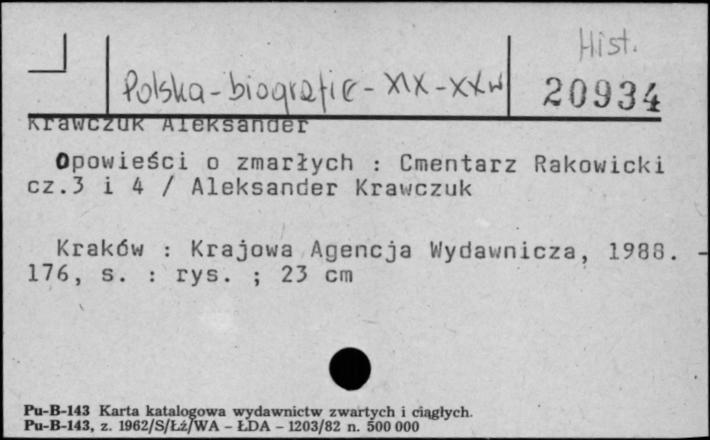 Hist.
Polska-biografie-XIX-XXw
20934
Krawczuk Aleksander
Opowieści o zmarłych : Cmentarz Rakowicki
cz.3 i 4 / Aleksander Krawczuk
Kraków : Krajowa Agencja Wydawnicza, 1988. -
176, s. : rys. ; 23 cm
Pu-B-143 Karta katalogowa wydawnictw zwartych i ciągłych.
Pu-B-143, z. 1962/S/Łź/WA – ŁDA – 1203/82 n. 500 000